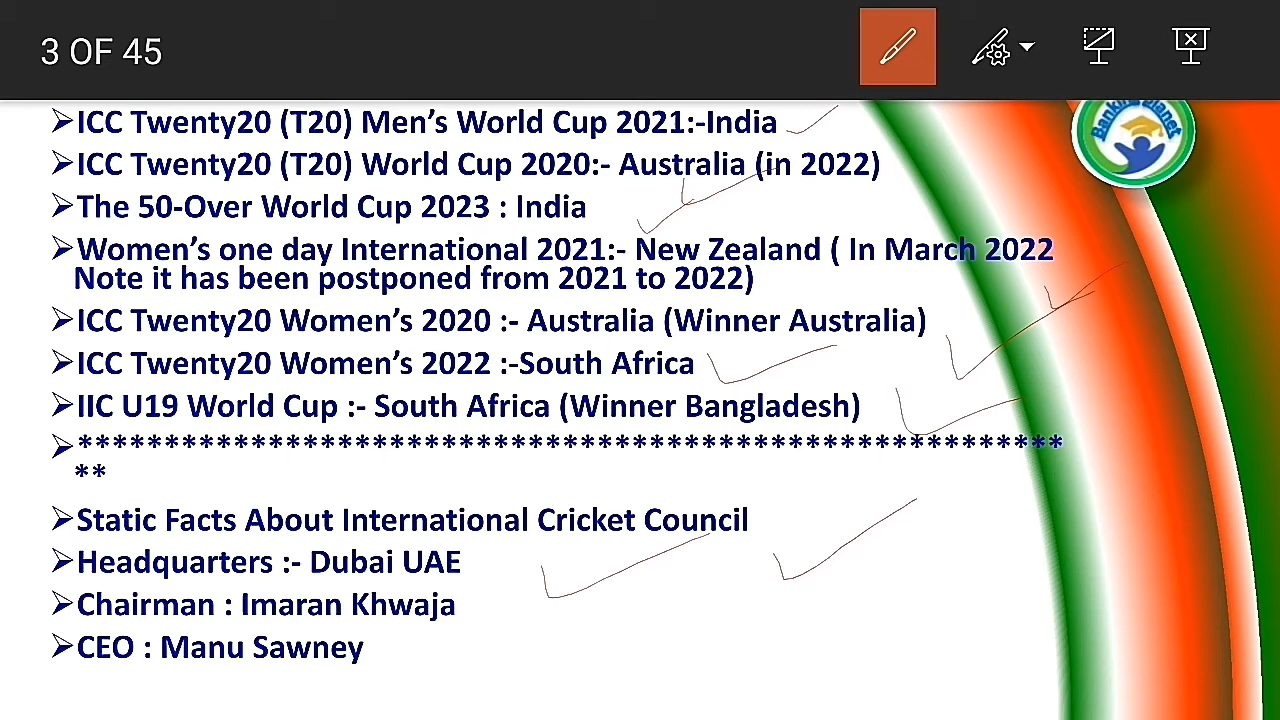 3 OF 45
➢ICC Twenty20 (T20) Men's World Cup 2021:-India
Banking Planet
➢ICC Twenty20 (T20) World Cup 2020:- Australia (in 2022)
➢The 50-Over World Cup 2023 : India
➢Women's one day International 2021:- New Zealand ( In March 2022
Note it has been postponed from 2021 to 2022)
➢ICC Twenty20 Women's 2020 :- Australia (Winner Australia)
➢ICC Twenty20 Women's 2022 :-South Africa
➢IIC U19 World Cup :- South Africa (Winner Bangladesh)
➢*********************************************************
**
➢Static Facts About International Cricket Council
➢Headquarters :- Dubai UAE
➢Chairman : Imaran Khwaja
➢CEO : Manu Sawney